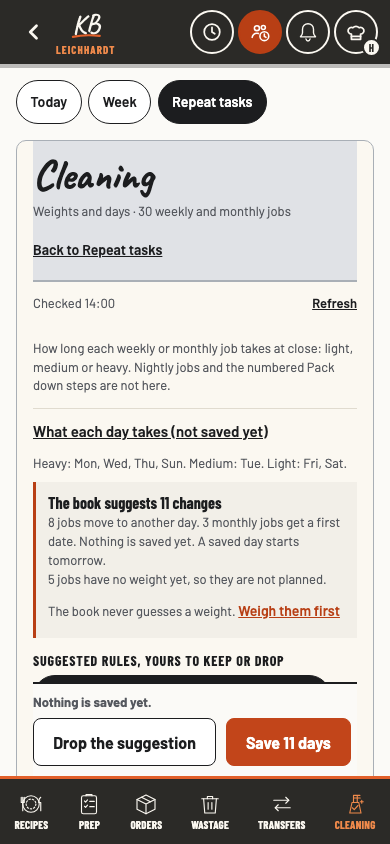 KB
LEICHHARDT
H
Today
Week
Repeat tasks
Cleaning
Weights and days · 30 weekly and monthly jobs
Back to Repeat tasks
Checked 14:00
Refresh
How long each weekly or monthly job takes at close: light,
medium or heavy. Nightly jobs and the numbered Pack
down steps are not here.
What each day takes (not saved yet)
Heavy: Mon, Wed, Thu, Sun. Medium: Tue. Light: Fri, Sat.
The book suggests 11 changes
8 jobs move to another day. 3 monthly jobs get a first
date. Nothing is saved yet. A saved day starts
tomorrow.
5 jobs have no weight yet, so they are not planned.
The book never guesses a weight. Weigh them first
SUGGESTED RULES, YOURS TO KEEP OR DROP
Nothing is saved yet.
Drop the suggestion
Save 11 days
RECIPES
PREP
ORDERS
WASTAGE
TRANSFERS
CLEANING